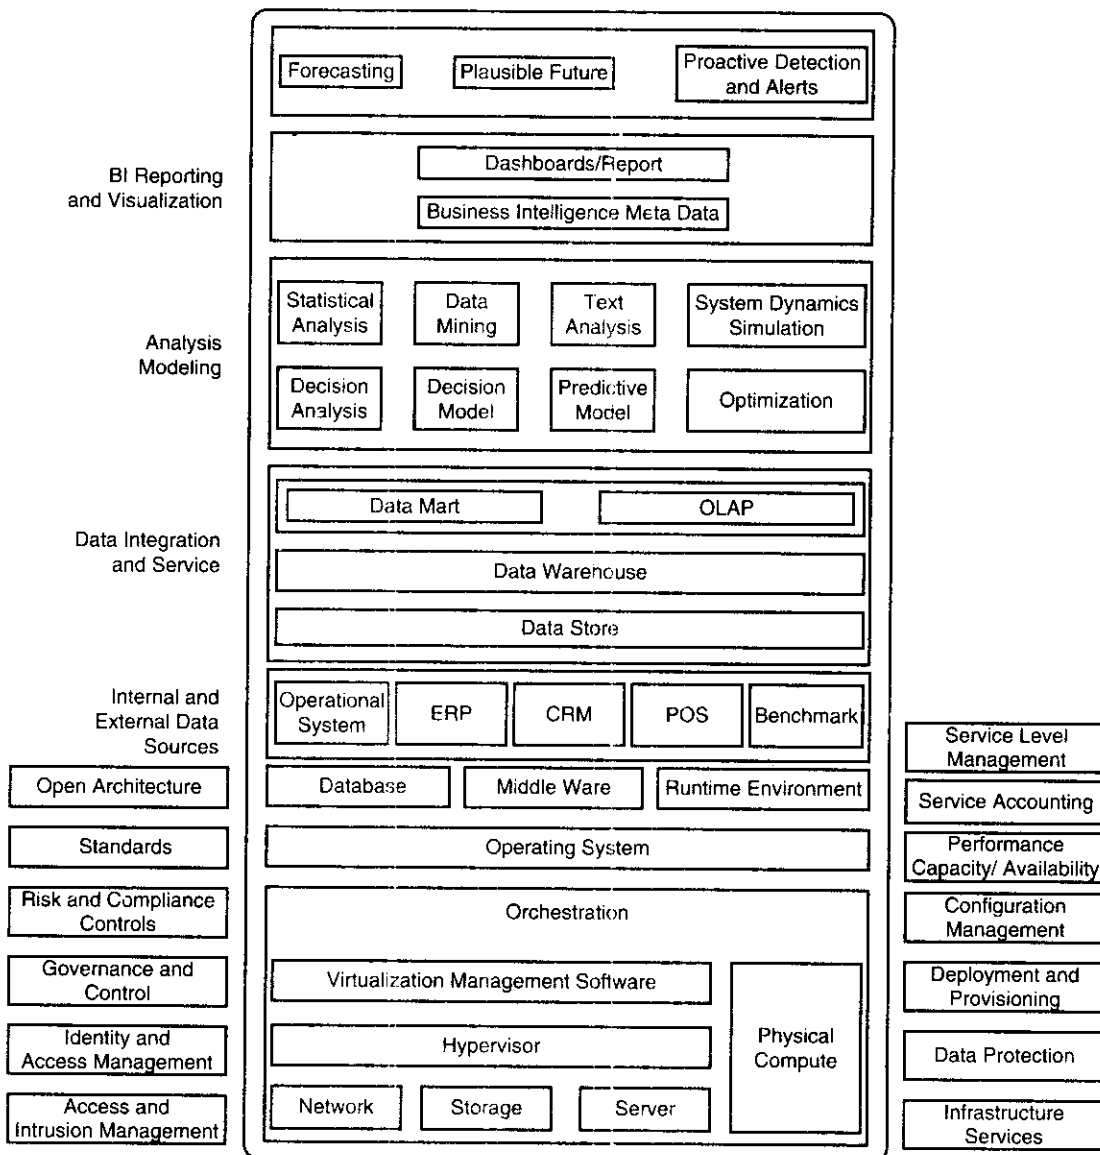 Forecasting
Plausible Future
Proactive Detection
and Alerts
BI Reporting
and Visualization
Dashboards/Report
Business Intelligence Meta Data
Analysis
Modeling
Statistical
Analysis
Data
Mining
Text
Analysis
System Dynamics
Simulation
Decision
Analysis
Decision
Model
Predictive
Model
Optimization
Data Integration
and Service
Data Mart
OLAP
Data Warehouse
Data Store
Internal and
External Data
Sources
Operational
System
ERP
CRM
POS
Benchmark
Open Architecture
Standards
Risk and Compliance
Controls
Governance and
Control
Identity and
Access Management
Access and
Intrusion Management
Database
Middle Ware
Runtime Environment
Operating System
Orchestration
Virtualization Management Software
Hypervisor
Network
Storage
Server
Physical
Compute
Service Level
Management
Service Accounting
Performance
Capacity/ Availability
Configuration
Management
Deployment and
Provisioning
Data Protection
Infrastructure
Services